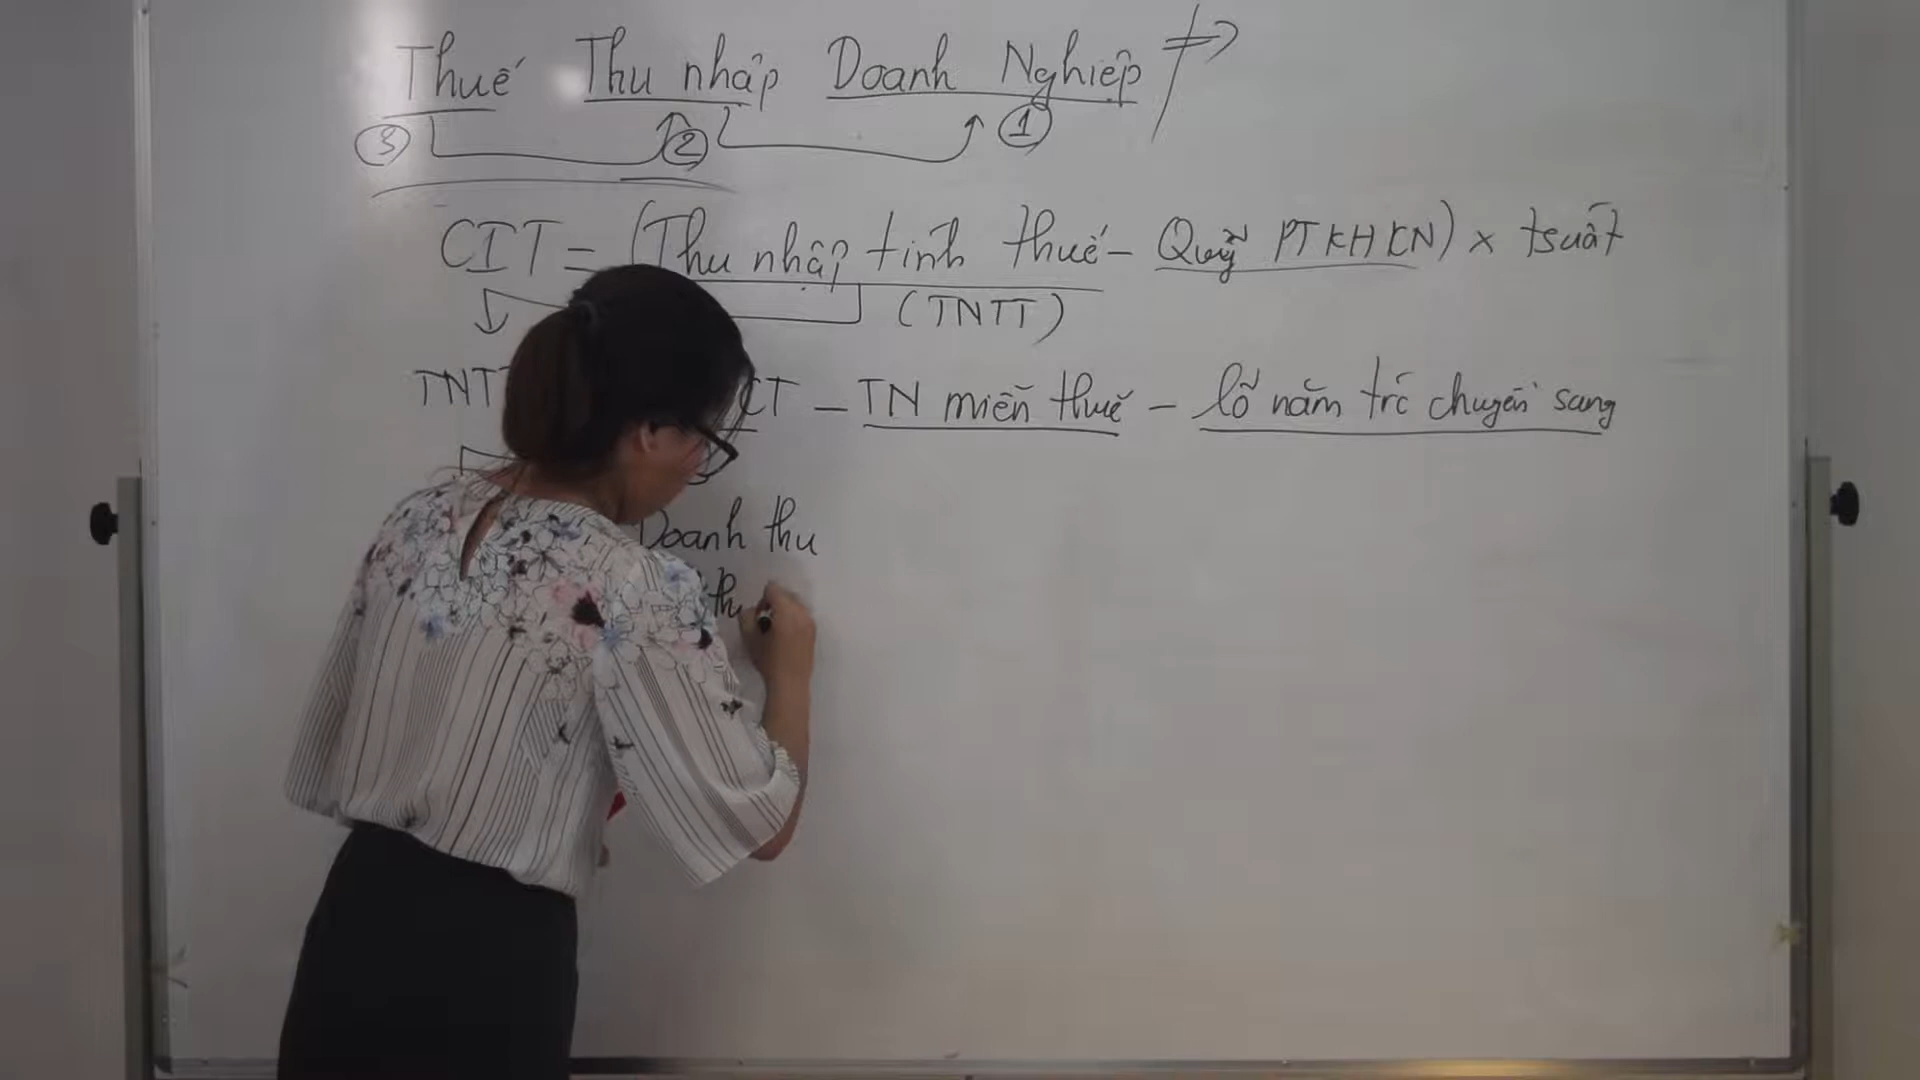 Thuế Thu nhập Doanh Nghiệp
3 2 1
CIT = (Thu nhập tính thuế - Quỹ PTKHCN) x tsuất
(TNTT)
TNT CT - TN miễn thuế - lỗ năm trc chuyển sang
Doanh thu